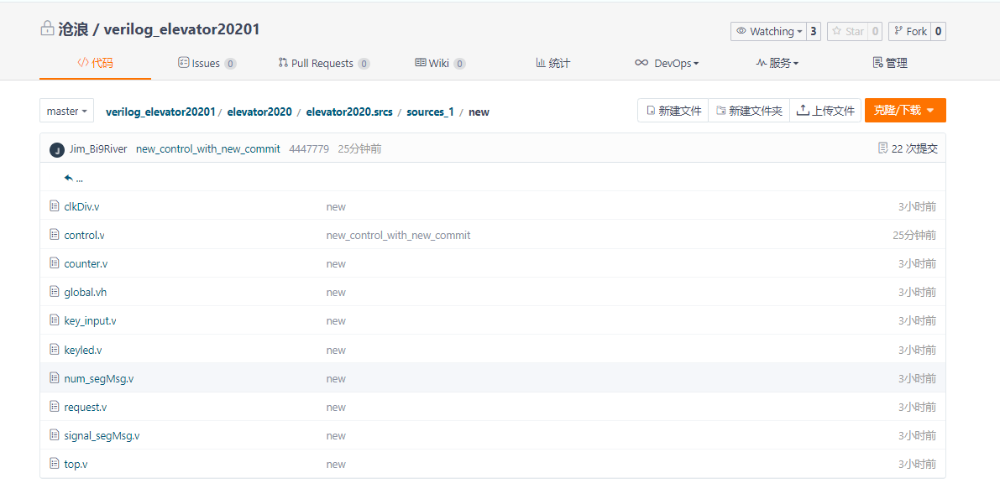 沧浪 / verilog_elevator20201
Watching 3 Star 0 Fork 0
代码 Issues 0 Pull Requests 0 Wiki 0 统计 DevOps 服务 管理
master verilog_elevator20201 / elevator2020 / elevator2020.srcs / sources_1 / new 新建文件 新建文件夹 上传文件 克隆/下载
J Jim_Bi9River new_control_with_new_commit 4447779 25分钟前 22 次提交
...
clkDiv.v new 3小时前
control.v new_control_with_new_commit 25分钟前
counter.v new 3小时前
global.vh new 3小时前
key_input.v new 3小时前
keyled.v new 3小时前
num_segMsg.v new 3小时前
request.v new 3小时前
signal_segMsg.v new 3小时前
top.v new 3小时前